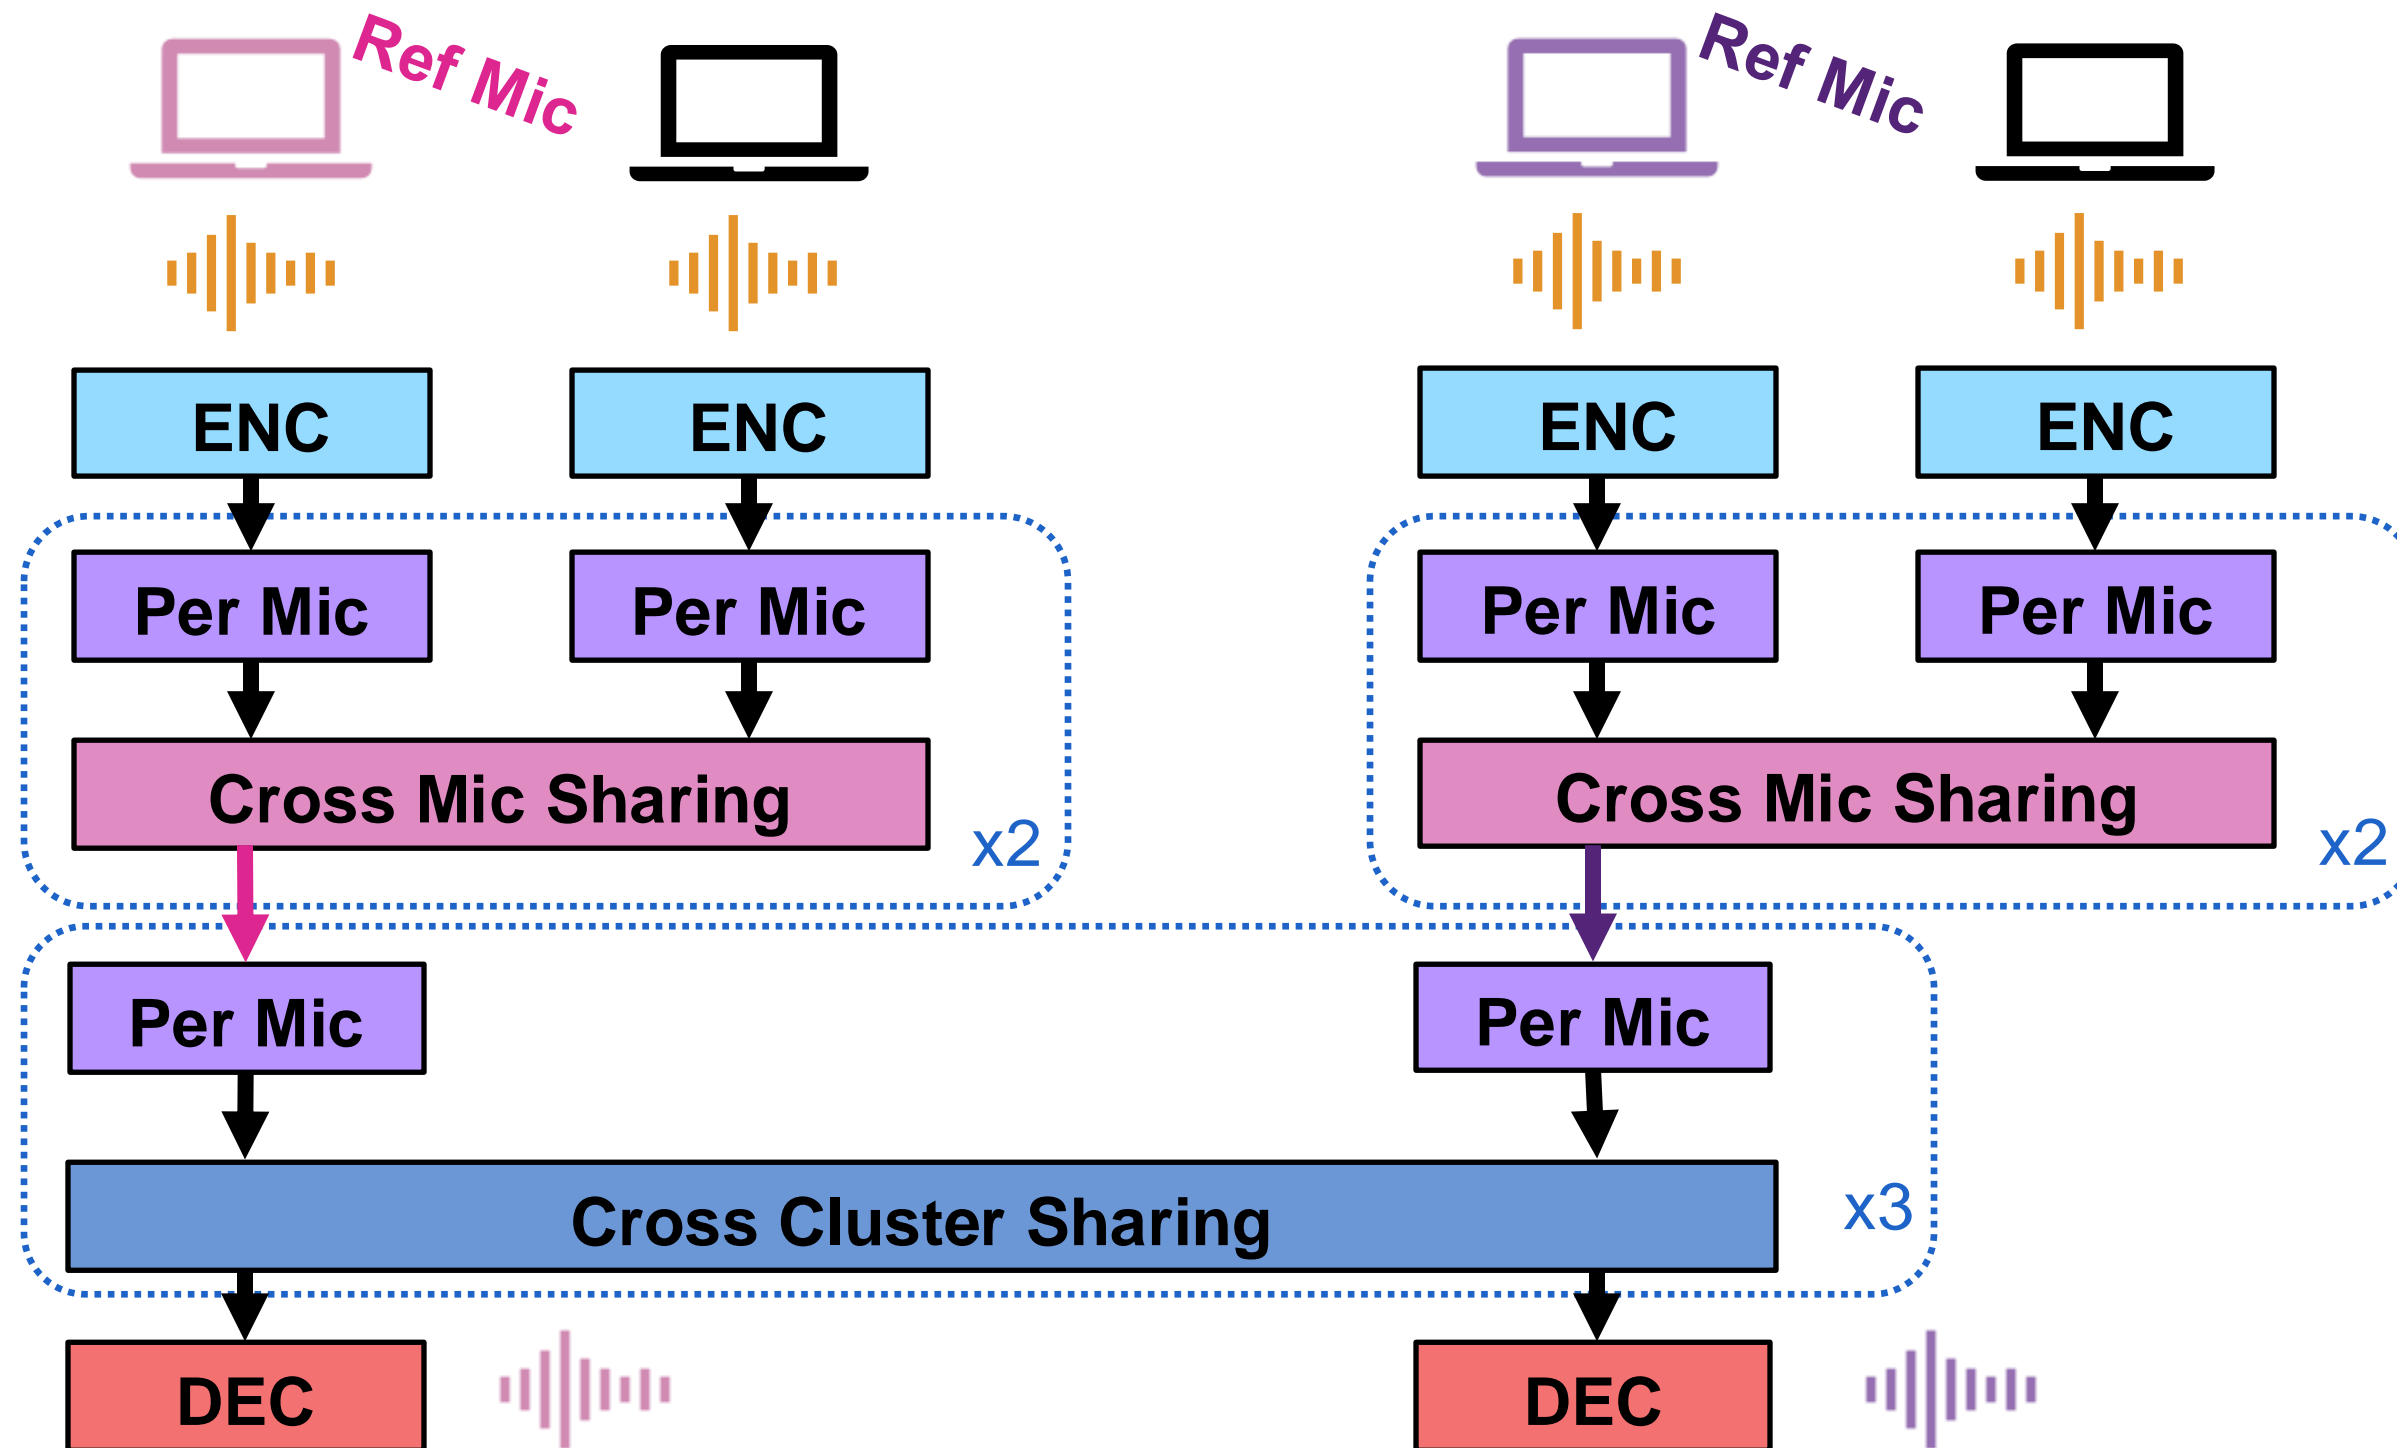 Ref Mic
Ref Mic
ENC
ENC
ENC
ENC
Per Mic
Per Mic
Per Mic
Per Mic
Cross Mic Sharing
x2
Cross Mic Sharing
x2
Per Mic
Per Mic
Cross Cluster Sharing
x3
DEC
DEC